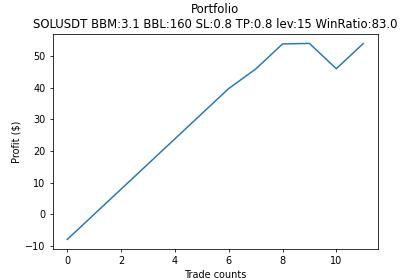 Portfolio
SOLUSDT BBM:3.1 BBL:160 SL:0.8 TP:0.8 lev:15 WinRatio:83.0
Profit ($)
50
40
30
20
10
0
−10
0 2 4 6 8 10
Trade counts